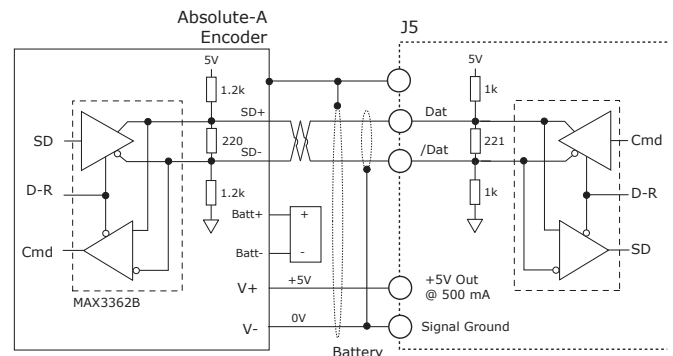 Absolute-A
Encoder
J5
5V
5V
1.2k
1k
SD+
Dat
SD
220
221
Cmd
SD-
/Dat
D-R
D-R
1.2k
1k
Batt+
+
Cmd
SD
Batt-
-
MAX3362B
V+
+5V
+5V Out
@ 500 mA
V-
0V
Signal Ground
Battery